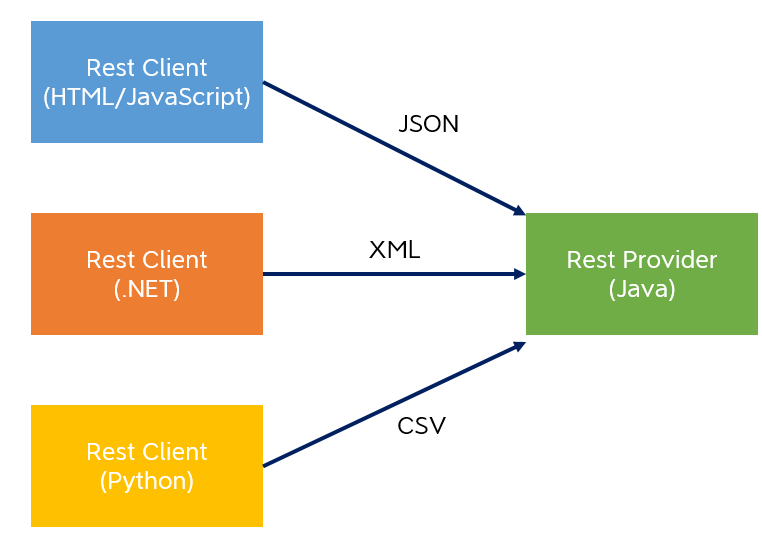 Rest Client
(HTML/JavaScript)
JSON
Rest Client
(.NET)
XML
Rest Provider
(Java)
CSV
Rest Client
(Python)